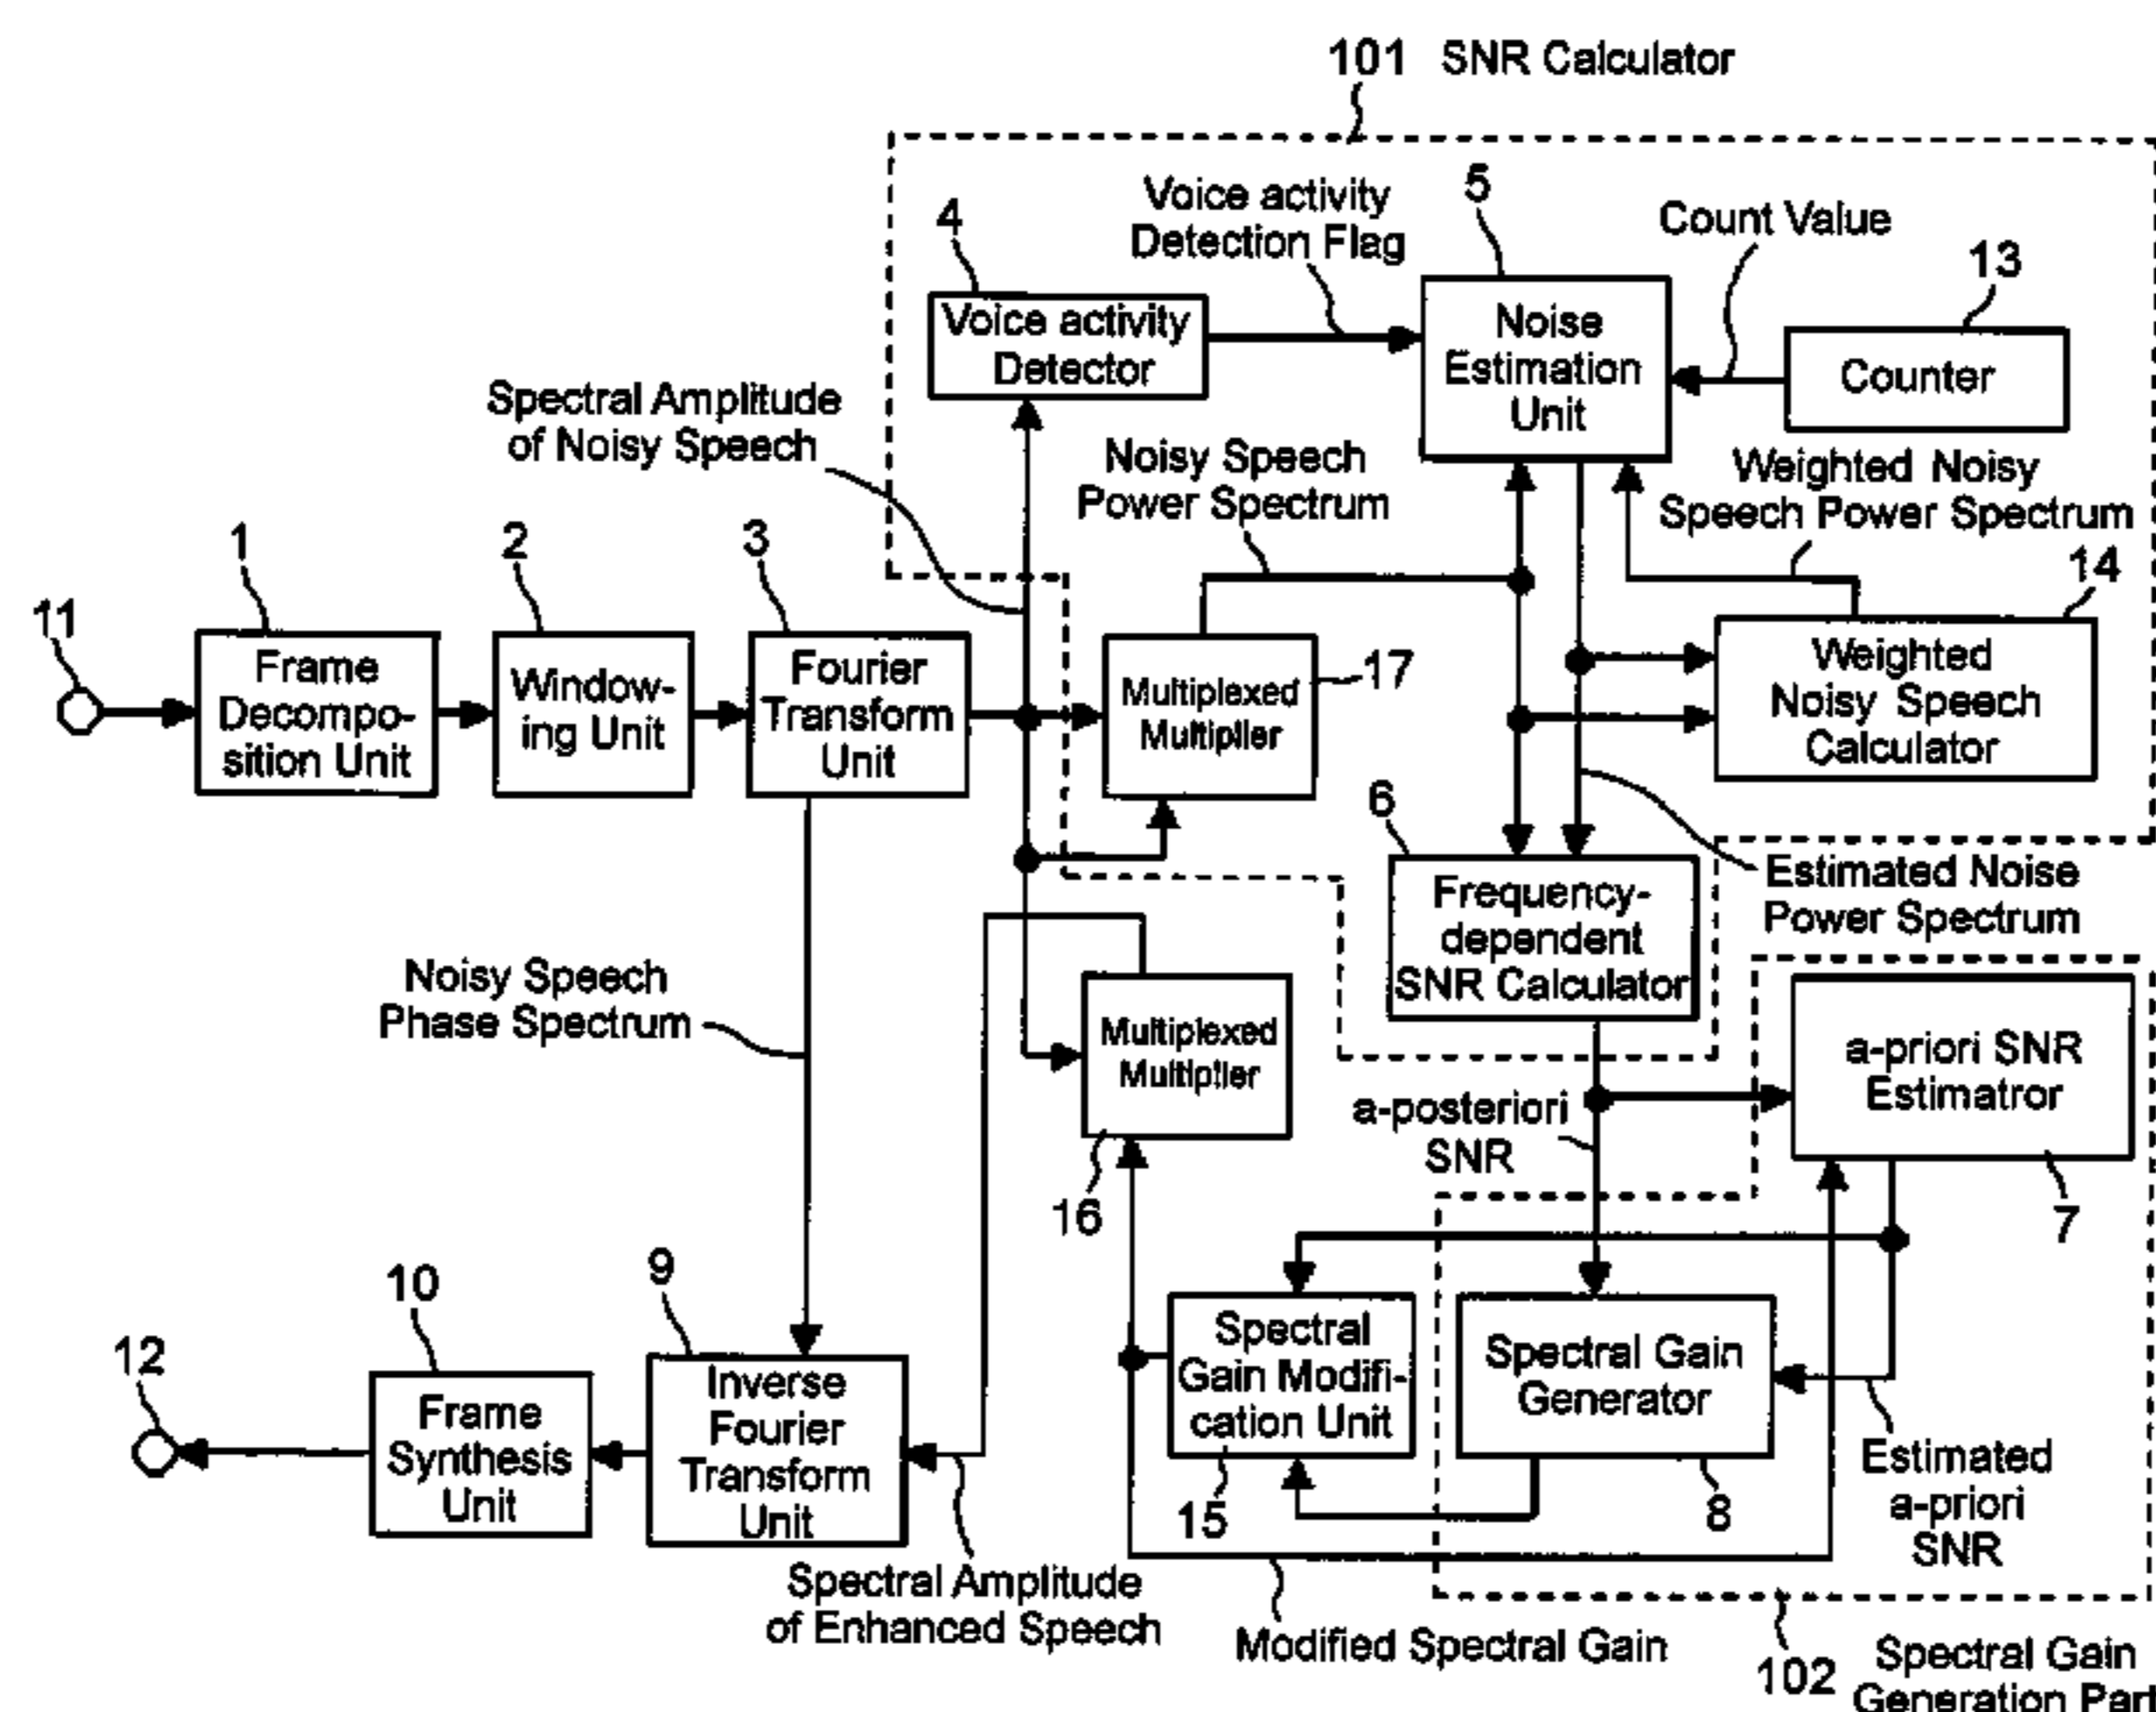 101 SNR Calculator
Voice activity
Detection Flag
5
Count Value
4
13
Voice activity
Detector
Noise
Estimation
Unit
Counter
Spectral Amplitude
of Noisy Speech
Noisy Speech
Power Spectrum
Weighted Noisy
Speech Power Spectrum
1
2
3
14
11
Frame
Decompo-
sition Unit
Window-
ing Unit
Fourier
Transform
Unit
Multiplexed
Multiplier
17
Weighted
Noisy Speech
Calculator
6
Frequency-
dependent
SNR Calculator
Estimated Noise
Power Spectrum
Noisy Speech
Phase Spectrum
Multiplexed
Multiplier
16
a-priori SNR
Estimatror
7
a-posteriori
SNR
12
10
9
Frame
Synthesis
Unit
Inverse
Fourier
Transform
Unit
Spectral
Gain Modifi-
cation Unit
15
Spectral Gain
Generator
8
Estimated
a-priori
SNR
Spectral Amplitude
of Enhanced Speech
Modified Spectral Gain
102 Spectral Gain
Generation Part